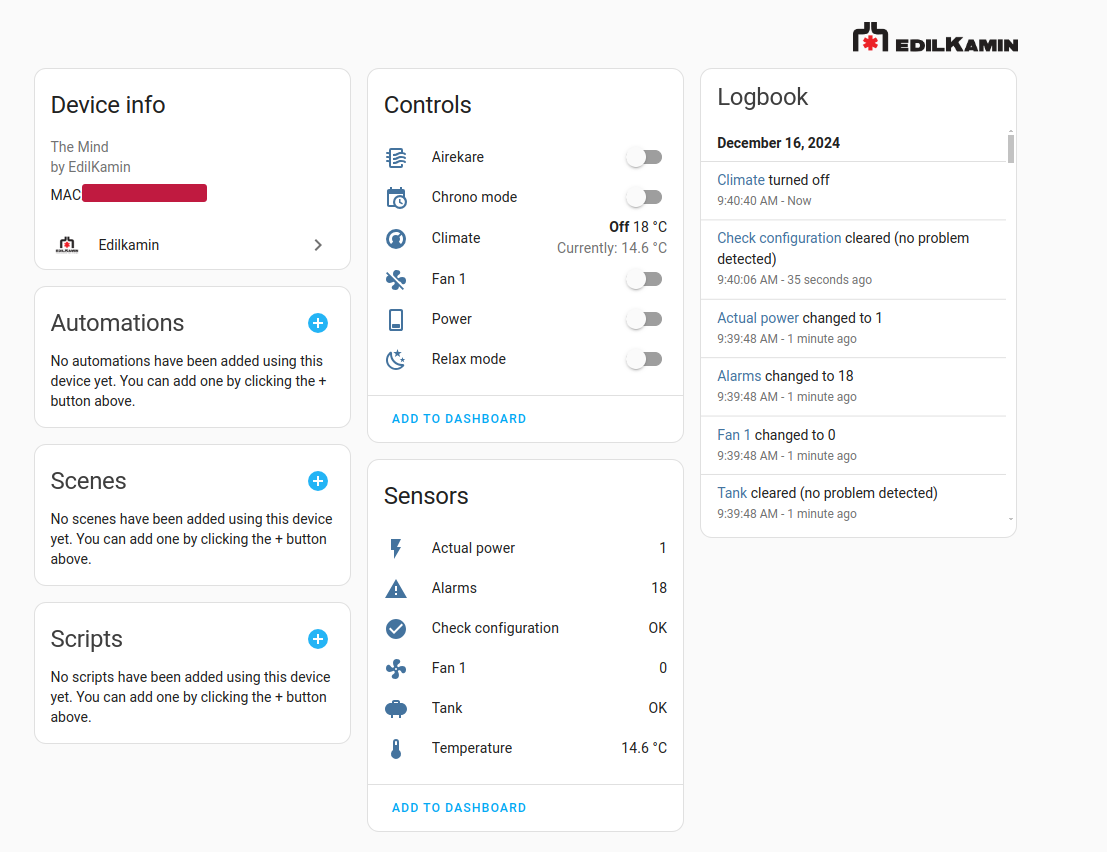 EDILKAMIN
Device info
The Mind
by EdilKamin
MAC
EDILKAMIN
Edilkamin
Automations
No automations have been added using this
device yet. You can add one by clicking the +
button above.
Scenes
No scenes have been added using this device
yet. You can add one by clicking the + button
above.
Scripts
No scripts have been added using this device
yet. You can add one by clicking the + button
above.
Controls
Airekare
Chrono mode
Climate
Off 18 °C
Currently: 14.6 °C
Fan 1
Power
Relax mode
ADD TO DASHBOARD
Sensors
Actual power 1
Alarms 18
Check configuration OK
Fan 1 0
Tank OK
Temperature 14.6 °C
ADD TO DASHBOARD
Logbook
December 16, 2024
Climate turned off
9:40:40 AM - Now
Check configuration cleared (no problem
detected)
9:40:06 AM - 35 seconds ago
Actual power changed to 1
9:39:48 AM - 1 minute ago
Alarms changed to 18
9:39:48 AM - 1 minute ago
Fan 1 changed to 0
9:39:48 AM - 1 minute ago
Tank cleared (no problem detected)
9:39:48 AM - 1 minute ago